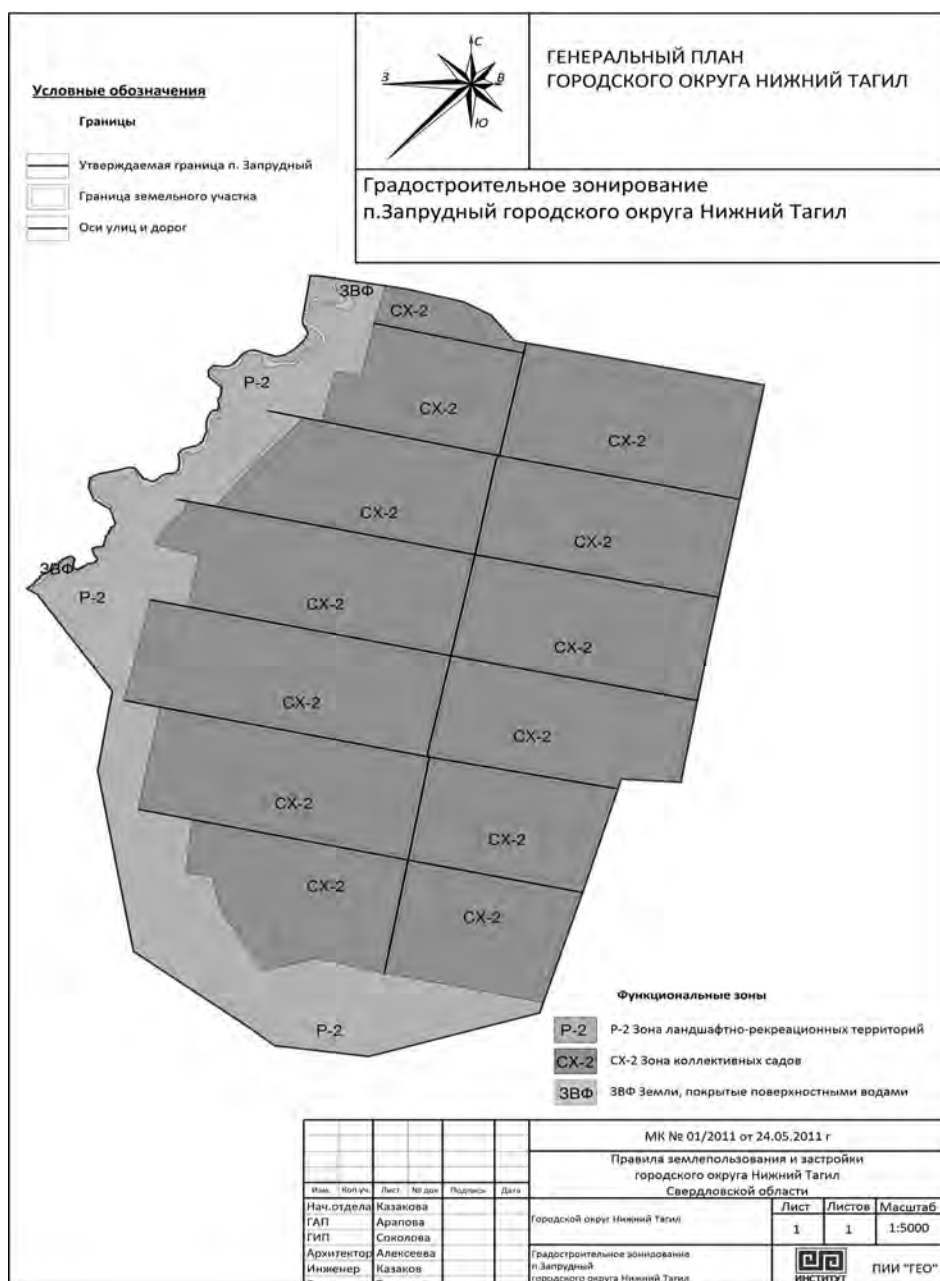 Условные обозначения
Границы
Утверждаемая граница п. Запрудный
Граница земельного участка
Оси улиц и дорог
С
З
В
Ю
ГЕНЕРАЛЬНЫЙ ПЛАН
ГОРОДСКОГО ОКРУГА НИЖНИЙ ТАГИЛ
Градостроительное зонирование
п.Запрудный городского округа Нижний Тагил
ЗВФ
СХ-2
Р-2
СХ-2
СХ-2
СХ-2
СХ-2
ЗВФ
Р-2
СХ-2
СХ-2
СХ-2
СХ-2
СХ-2
СХ-2
СХ-2
СХ-2
Р-2
Функциональные зоны
Р-2 Р-2 Зона ландшафтно-рекреационных территорий
СХ-2 СХ-2 Зона коллективных садов
ЗВФ ЗВФ Земли, покрытые поверхностными водами
МК № 01/2011 от 24.05.2011 г
Правила землепользования и застройки
городского округа Нижний Тагил
Свердловской области
Изм. Кол.уч. Лист № док Подпись Дата
Нач.отдела Казакова
ГАП Арапова
ГИП Соколова
Архитектор Алексеева
Инженер Казаков
Городской округ Нижний Тагил
Лист Листов Масштаб
1 1 1:5000
Градостроительное зонирование
п.Запрудный
городского округа Нижний Тагил
ИНСТИТУТ
ПИИ "ГЕО"